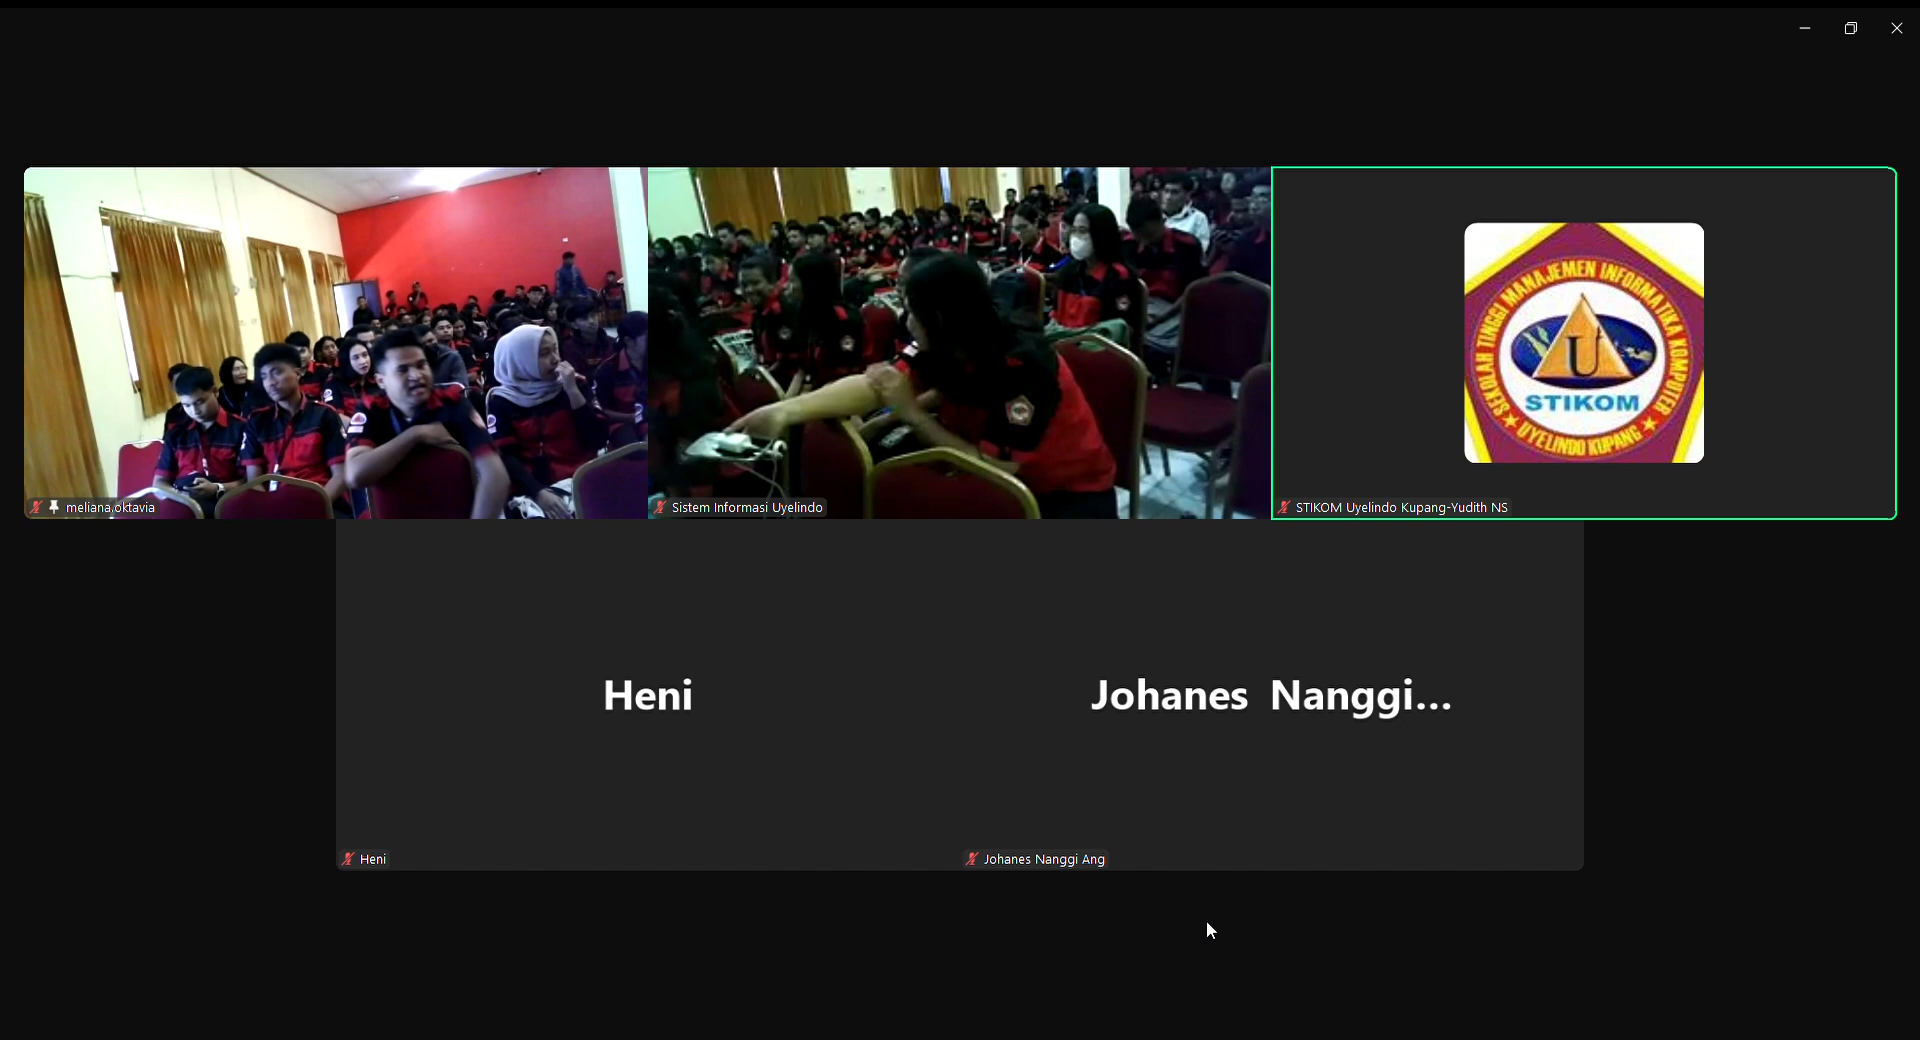 SEKOLAH TINGGI MANAJEMEN INFORMATIKA KOMPUTER
U
STIKOM
★ UYELINDO KUPANG ★
meliana.oktavia
Sistem Informasi Uyelindo
STIKOM Uyelindo Kupang-Yudith NS
Heni
Johanes Nanggi...
Heni
Johanes Nanggi Ang